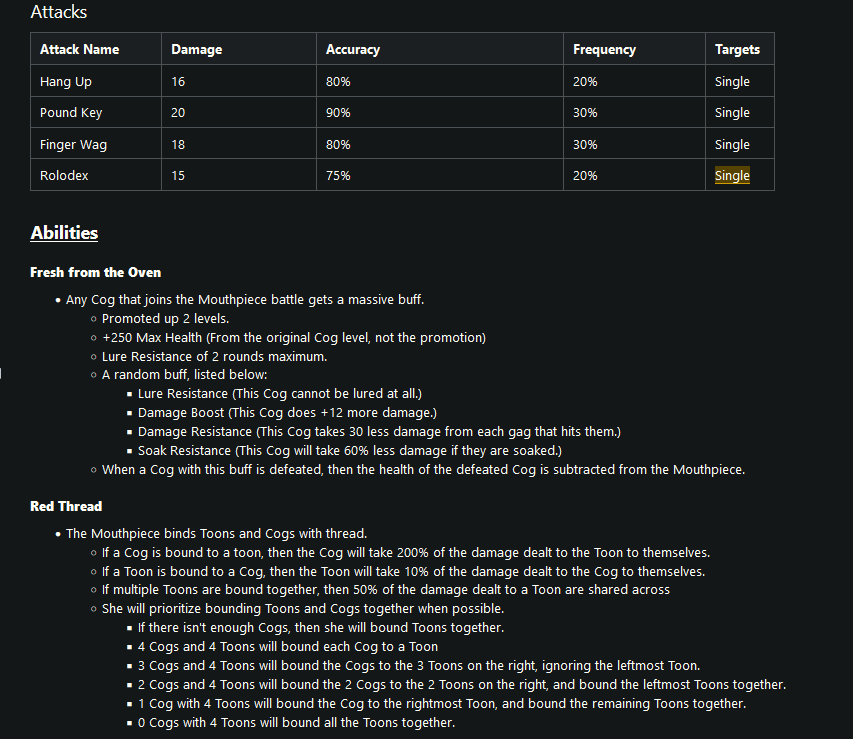 Attacks
Attack Name Damage Accuracy Frequency Targets
Hang Up 16 80% 20% Single
Pound Key 20 90% 30% Single
Finger Wag 18 80% 30% Single
Rolodex 15 75% 20% Single
Abilities
Fresh from the Oven
Any Cog that joins the Mouthpiece battle gets a massive buff.
Promoted up 2 levels.
+250 Max Health (From the original Cog level, not the promotion)
Lure Resistance of 2 rounds maximum.
A random buff, listed below:
Lure Resistance (This Cog cannot be lured at all.)
Damage Boost (This Cog does +12 more damage.)
Damage Resistance (This Cog takes 30 less damage from each gag that hits them.)
Soak Resistance (This Cog will take 60% less damage if they are soaked.)
When a Cog with this buff is defeated, then the health of the defeated Cog is subtracted from the Mouthpiece.
Red Thread
The Mouthpiece binds Toons and Cogs with thread.
If a Cog is bound to a toon, then the Cog will take 200% of the damage dealt to the Toon to themselves.
If a Toon is bound to a Cog, then the Toon will take 10% of the damage dealt to the Cog to themselves.
If multiple Toons are bound together, then 50% of the damage dealt to a Toon are shared across
She will prioritize bounding Toons and Cogs together when possible.
If there isn't enough Cogs, then she will bound Toons together.
4 Cogs and 4 Toons will bound each Cog to a Toon
3 Cogs and 4 Toons will bound the Cogs to the 3 Toons on the right, ignoring the leftmost Toon.
2 Cogs and 4 Toons will bound the 2 Cogs to the 2 Toons on the right, and bound the leftmost Toons together.
1 Cog with 4 Toons will bound the Cog to the rightmost Toon, and bound the remaining Toons together.
0 Cogs with 4 Toons will bound all the Toons together.